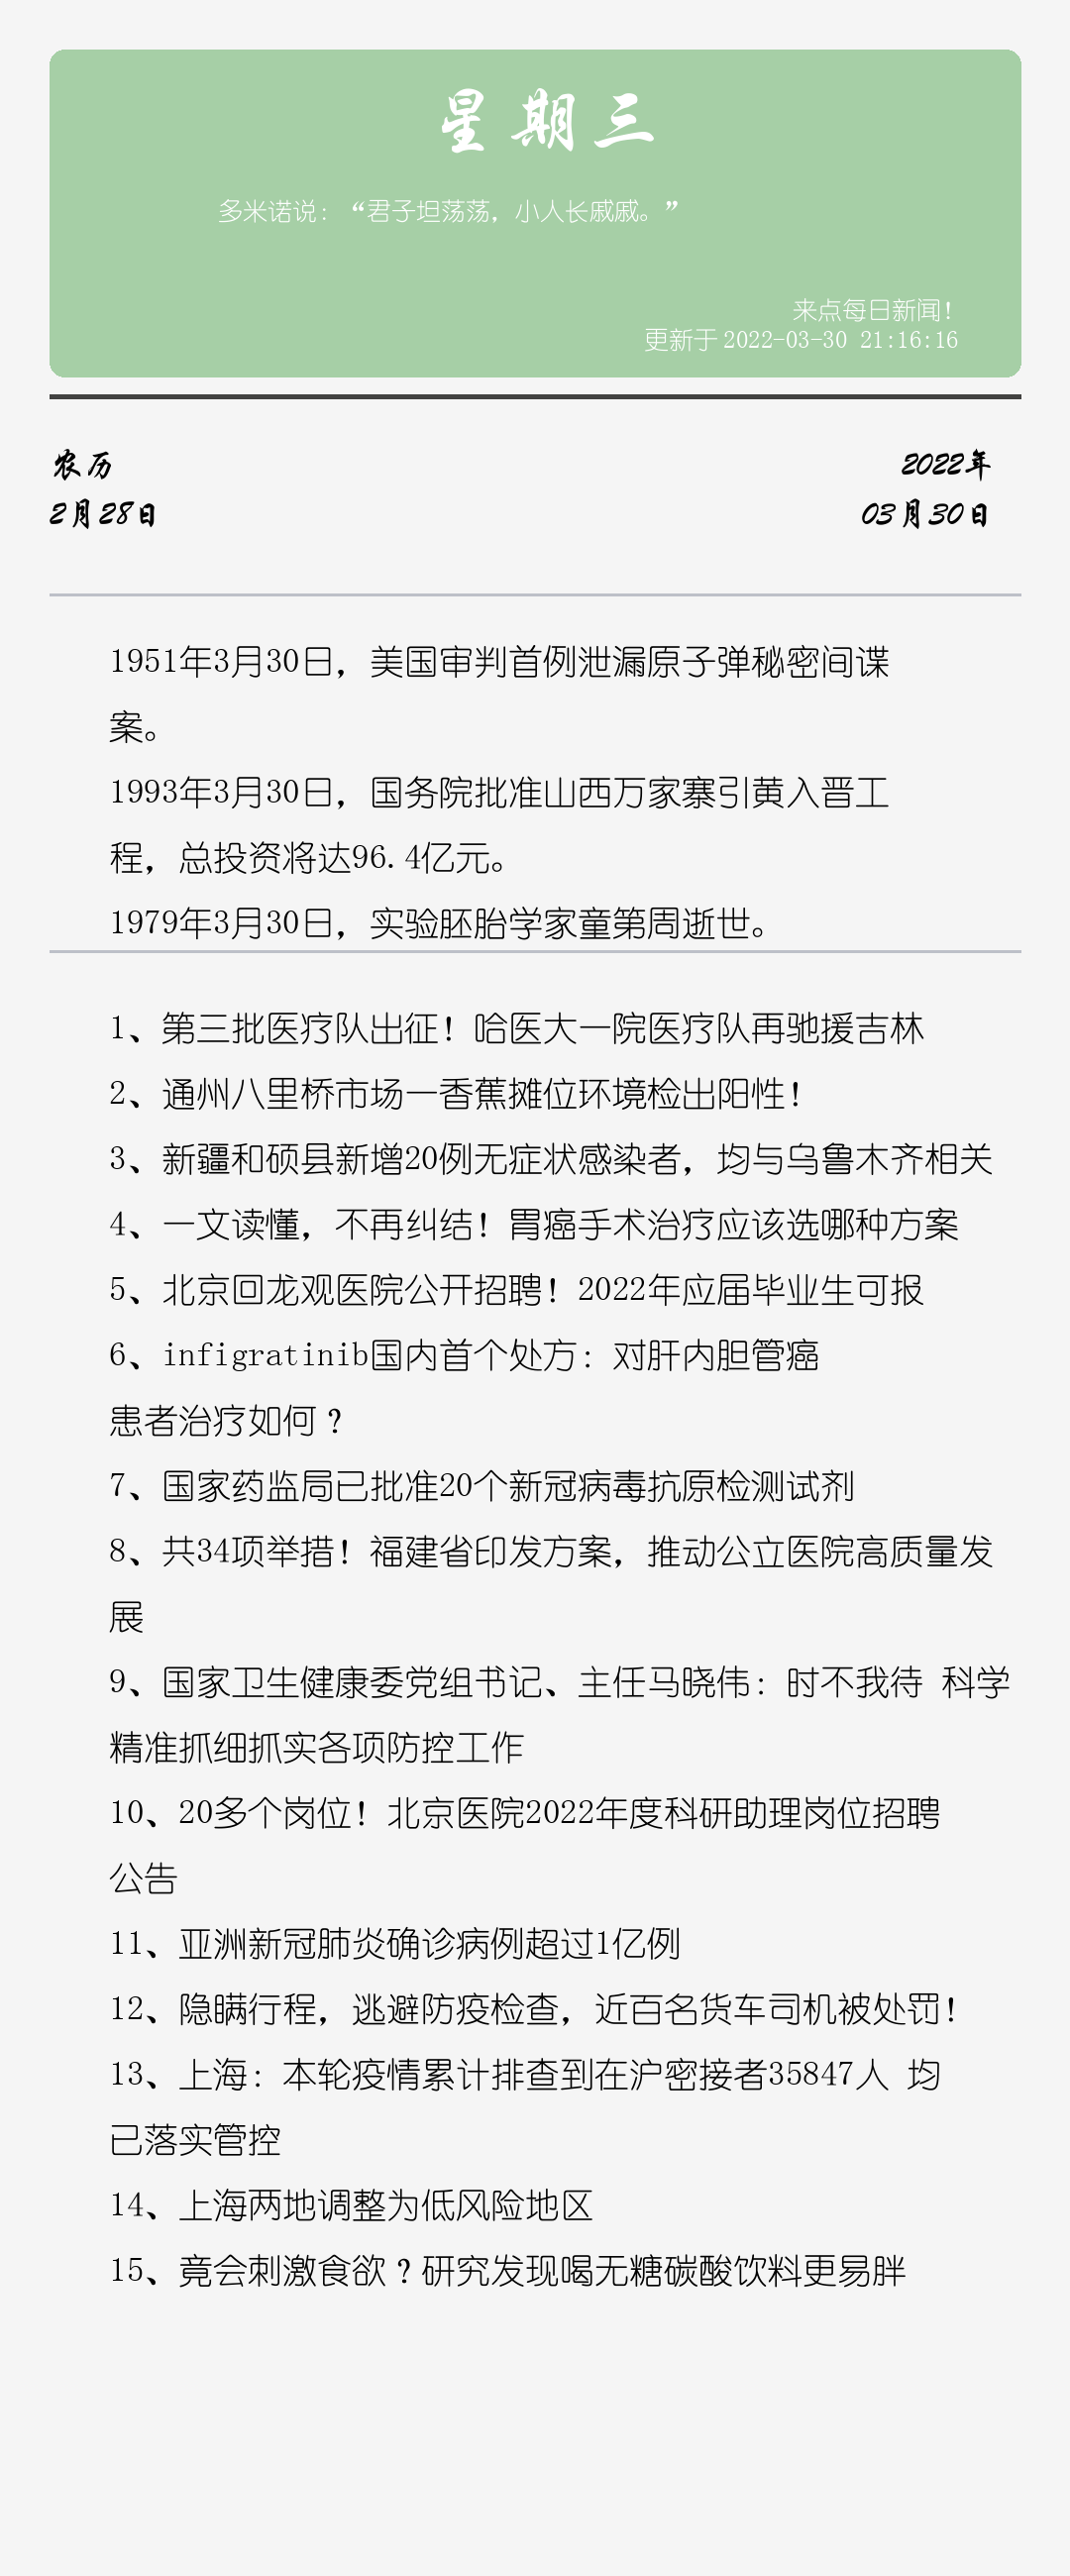 星期三
多米诺说：“君子坦荡荡，小人长戚戚。”
来点每日新闻！
更新于 2022-03-30 21:16:16
农历
2022年
2月28日
03月30日
1951年3月30日，美国审判首例泄漏原子弹秘密间谍
案。
1993年3月30日，国务院批准山西万家寨引黄入晋工
程，总投资将达96.4亿元。
1979年3月30日，实验胚胎学家童第周逝世。
1、第三批医疗队出征！哈医大一院医疗队再驰援吉林
2、通州八里桥市场一香蕉摊位环境检出阳性！
3、新疆和硕县新增20例无症状感染者，均与乌鲁木齐相关
4、一文读懂，不再纠结！胃癌手术治疗应该选哪种方案
5、北京回龙观医院公开招聘！2022年应届毕业生可报
6、infigratinib国内首个处方：对肝内胆管癌
患者治疗如何？
7、国家药监局已批准20个新冠病毒抗原检测试剂
8、共34项举措！福建省印发方案，推动公立医院高质量发
展
9、国家卫生健康委党组书记、主任马晓伟：时不我待 科学
精准抓细抓实各项防控工作
10、20多个岗位！北京医院2022年度科研助理岗位招聘
公告
11、亚洲新冠肺炎确诊病例超过1亿例
12、隐瞒行程，逃避防疫检查，近百名货车司机被处罚！
13、上海：本轮疫情累计排查到在沪密接者35847人 均
已落实管控
14、上海两地调整为低风险地区
15、竟会刺激食欲？研究发现喝无糖碳酸饮料更易胖